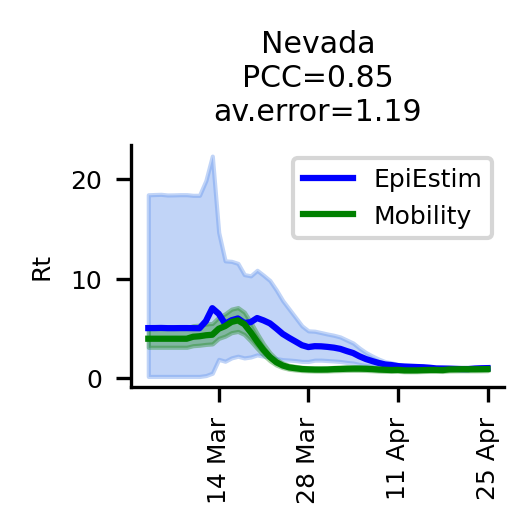 Nevada
PCC=0.85
av.error=1.19
EpiEstim
Mobility
Rt
20
10
0
14 Mar
28 Mar
11 Apr
25 Apr